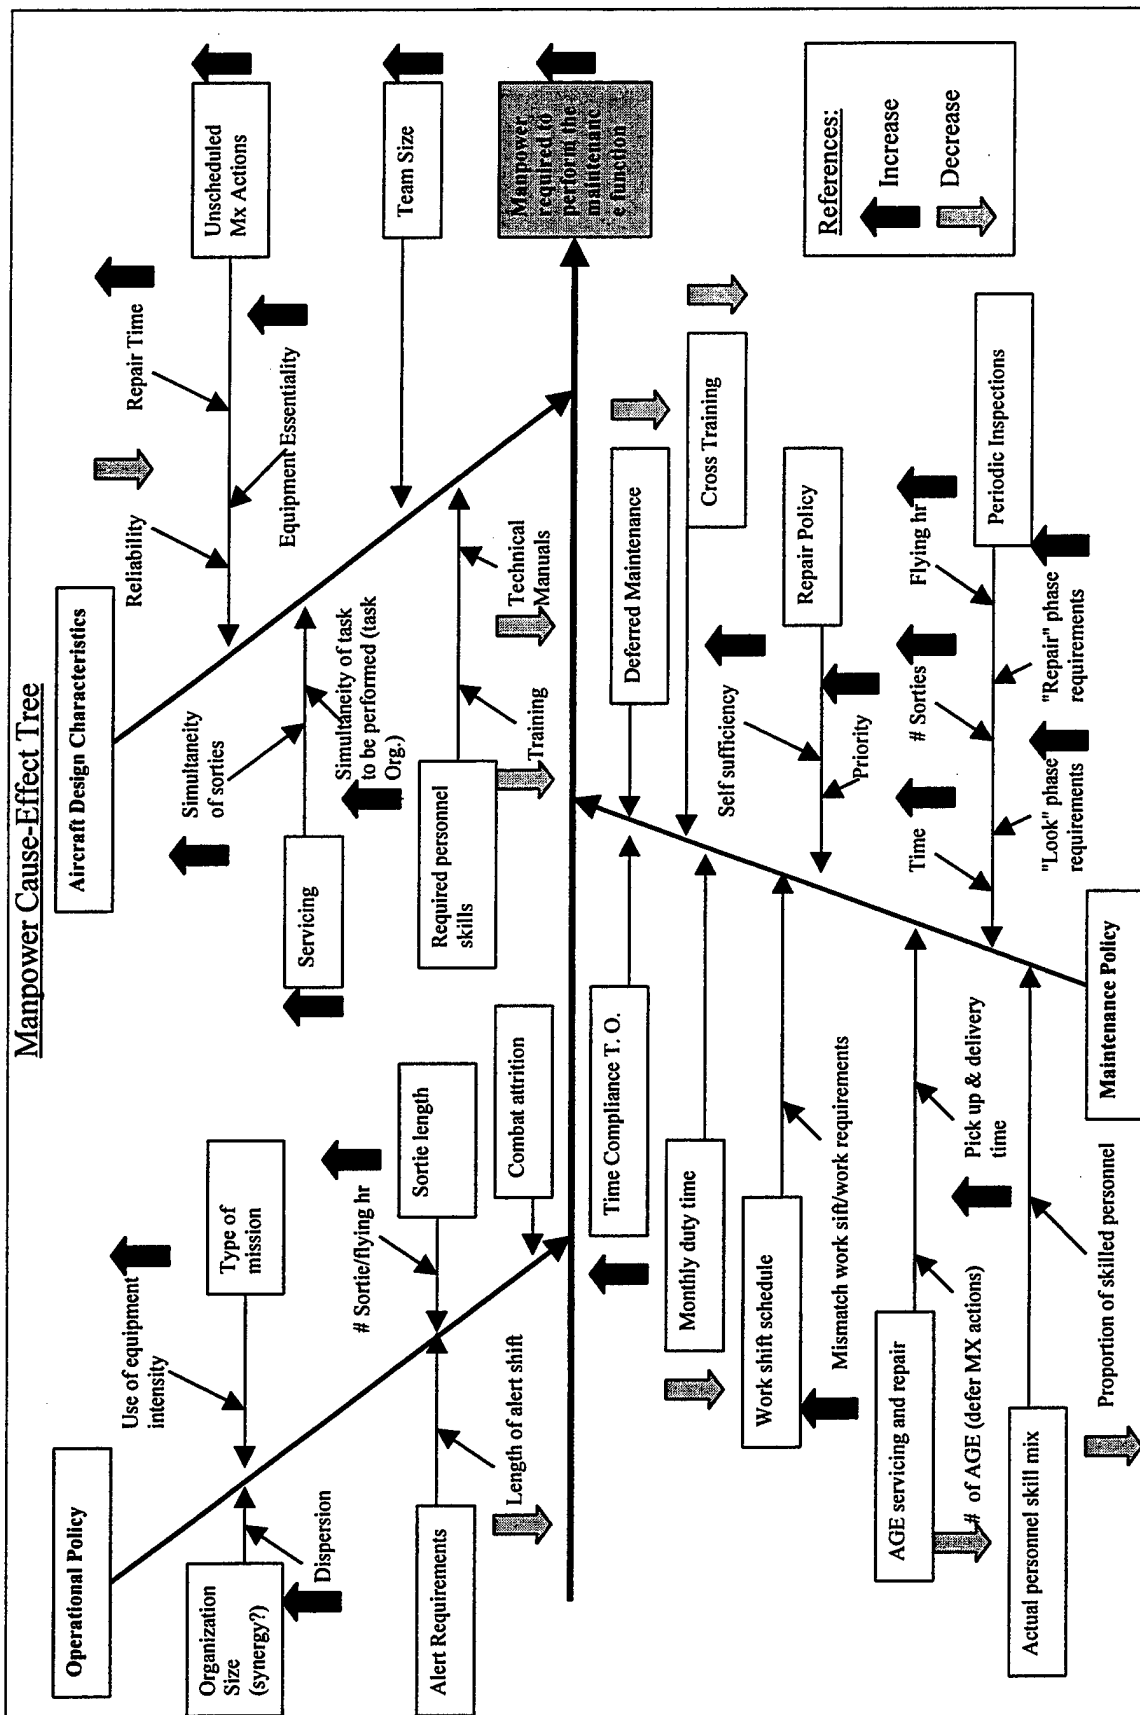 Manpower Cause-Effect Tree
Operational Policy
Use of equipment
intensity
Type of
mission
Organization
Size
(synergy?)
Dispersion
# Sortie/flying hr
Sortie length
Alert Requirements
Length of alert shift
Combat attrition
Aircraft Design Characteristics
Reliability
Repair Time
Unscheduled
Mx Actions
Equipment Essentiality
Simultaneity
of sorties
Servicing
Simultaneity of task
to be performed (task
Org.)
Team Size
Required personnel
skills
Training
Technical
Manuals
Manpower
required to
perform the
maintenanc
e function
Time Compliance T. O.
Deferred Maintenance
Monthly duty time
Cross Training
Work shift schedule
Mismatch work sift/work requirements
Self sufficiency
Repair Policy
Priority
AGE servicing and repair
Pick up & delivery
time
# of AGE (defer MX actions)
Time
# Sorties
Flying hr
Periodic Inspections
"Look" phase
requirements
"Repair" phase
requirements
Actual personnel skill mix
Proportion of skilled personnel
Maintenance Policy
References:
Increase
Decrease